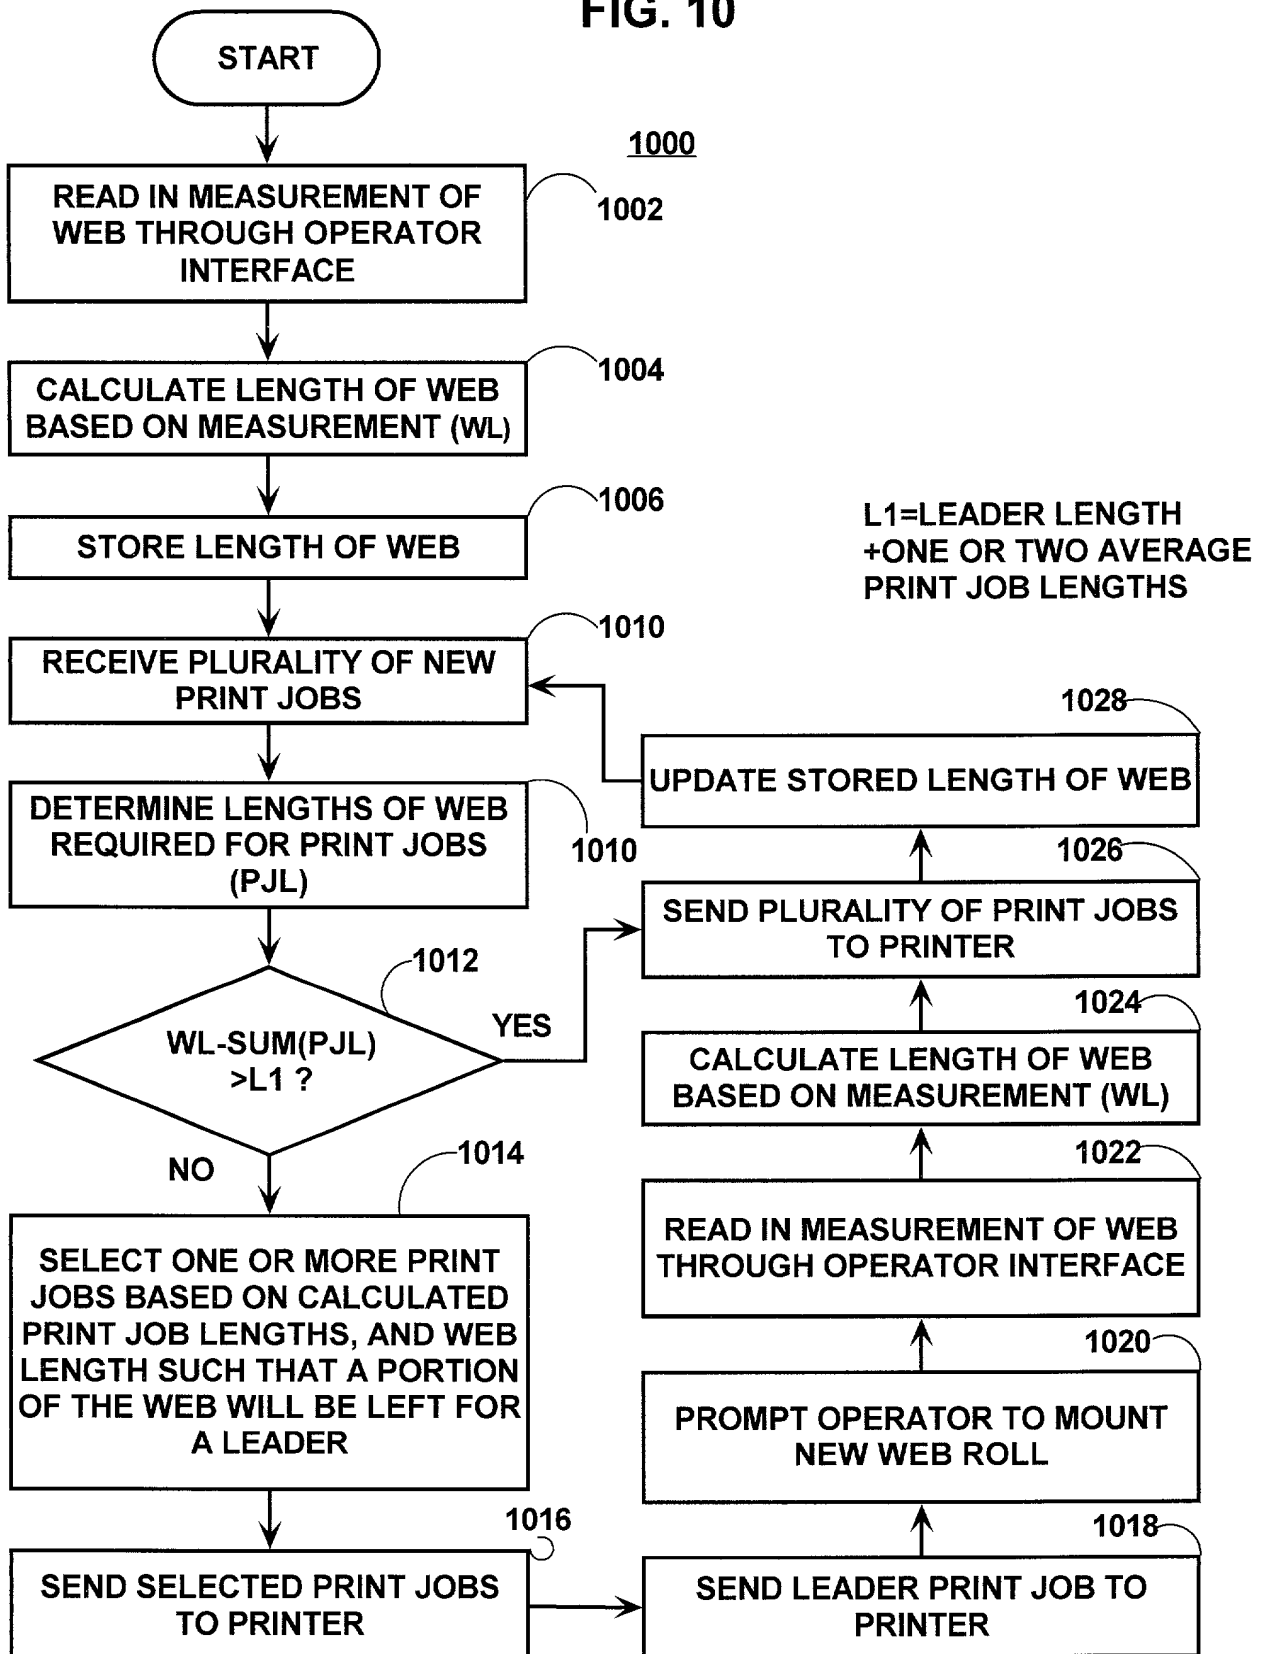 FIG. 10
START
1000
READ IN MEASUREMENT OF
WEB THROUGH OPERATOR
INTERFACE
1002
CALCULATE LENGTH OF WEB
BASED ON MEASUREMENT (WL)
1004
STORE LENGTH OF WEB
1006
L1=LEADER LENGTH
+ONE OR TWO AVERAGE
PRINT JOB LENGTHS
RECEIVE PLURALITY OF NEW
PRINT JOBS
1010
DETERMINE LENGTHS OF WEB
REQUIRED FOR PRINT JOBS
(PJL)
1010
WL-SUM(PJL)
>L1 ?
1012
YES
NO
SELECT ONE OR MORE PRINT
JOBS BASED ON CALCULATED
PRINT JOB LENGTHS, AND WEB
LENGTH SUCH THAT A PORTION
OF THE WEB WILL BE LEFT FOR
A LEADER
1014
SEND SELECTED PRINT JOBS
TO PRINTER
1016
1028
UPDATE STORED LENGTH OF WEB
1026
SEND PLURALITY OF PRINT JOBS
TO PRINTER
1024
CALCULATE LENGTH OF WEB
BASED ON MEASUREMENT (WL)
1022
READ IN MEASUREMENT OF WEB
THROUGH OPERATOR INTERFACE
1020
PROMPT OPERATOR TO MOUNT
NEW WEB ROLL
1018
SEND LEADER PRINT JOB TO
PRINTER